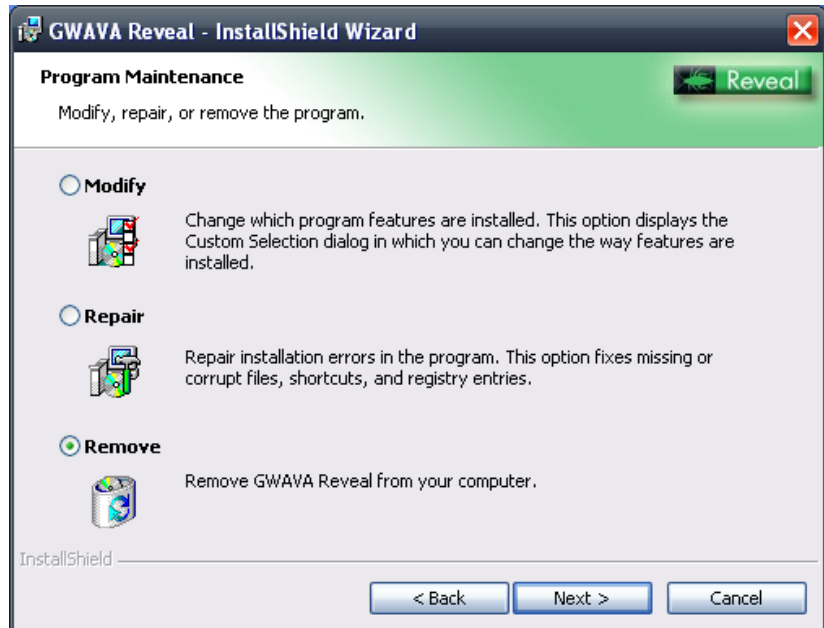 GWAVA Reveal - InstallShield Wizard
Program Maintenance
Reveal
Modify, repair, or remove the program.
Modify
Change which program features are installed. This option displays the
Custom Selection dialog in which you can change the way features are
installed.
Repair
Repair installation errors in the program. This option fixes missing or
corrupt files, shortcuts, and registry entries.
Remove
Remove GWAVA Reveal from your computer.
InstallShield
< Back
Next >
Cancel